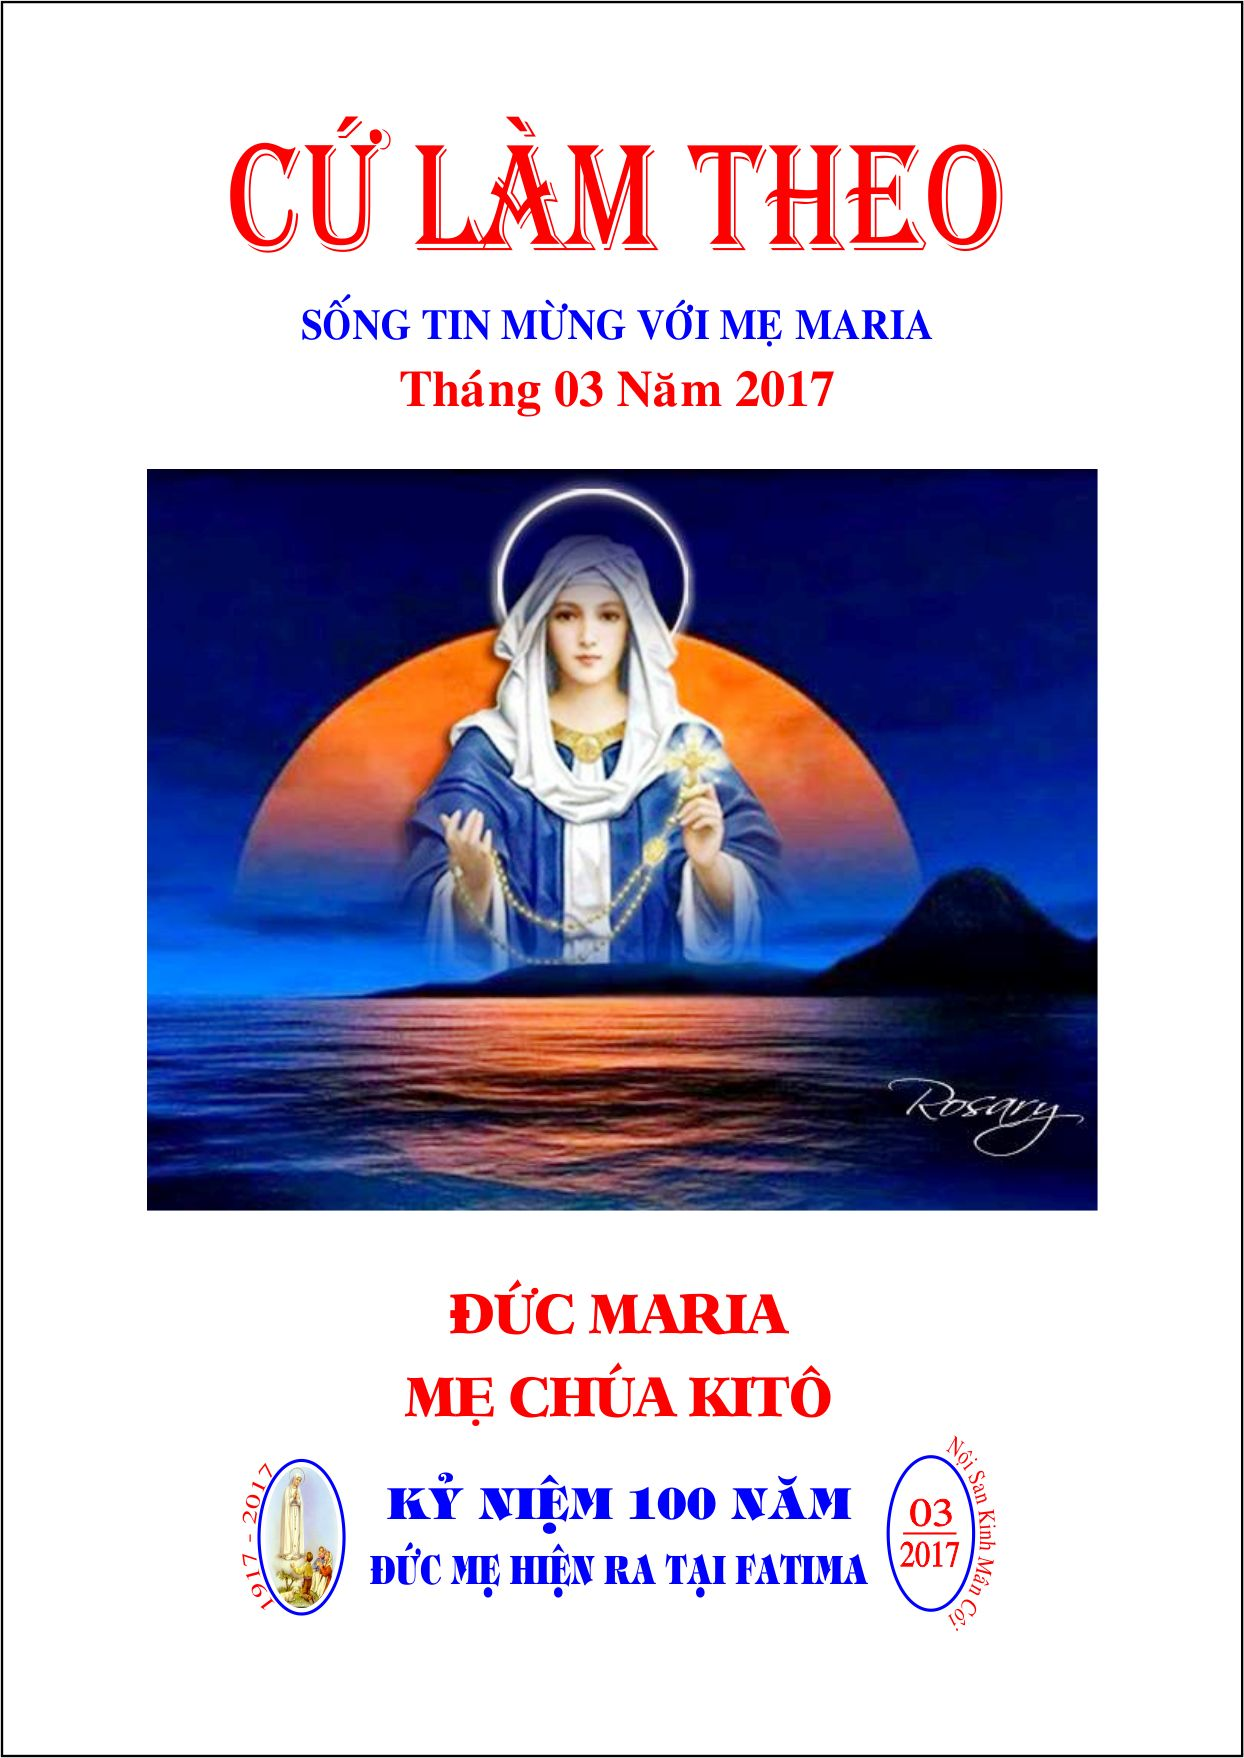 CỨ LÀM THEO
SỐNG TIN MỪNG VỚI MẸ MARIA
Tháng 03 Năm 2017
Rosary
ĐỨC MARIA
MẸ CHÚA KITÔ
1917 - 2017
KỶ NIỆM 100 NĂM
ĐỨC MẸ HIỆN RA TẠI FATIMA
03
2017
Nội San Kinh Mân Côi